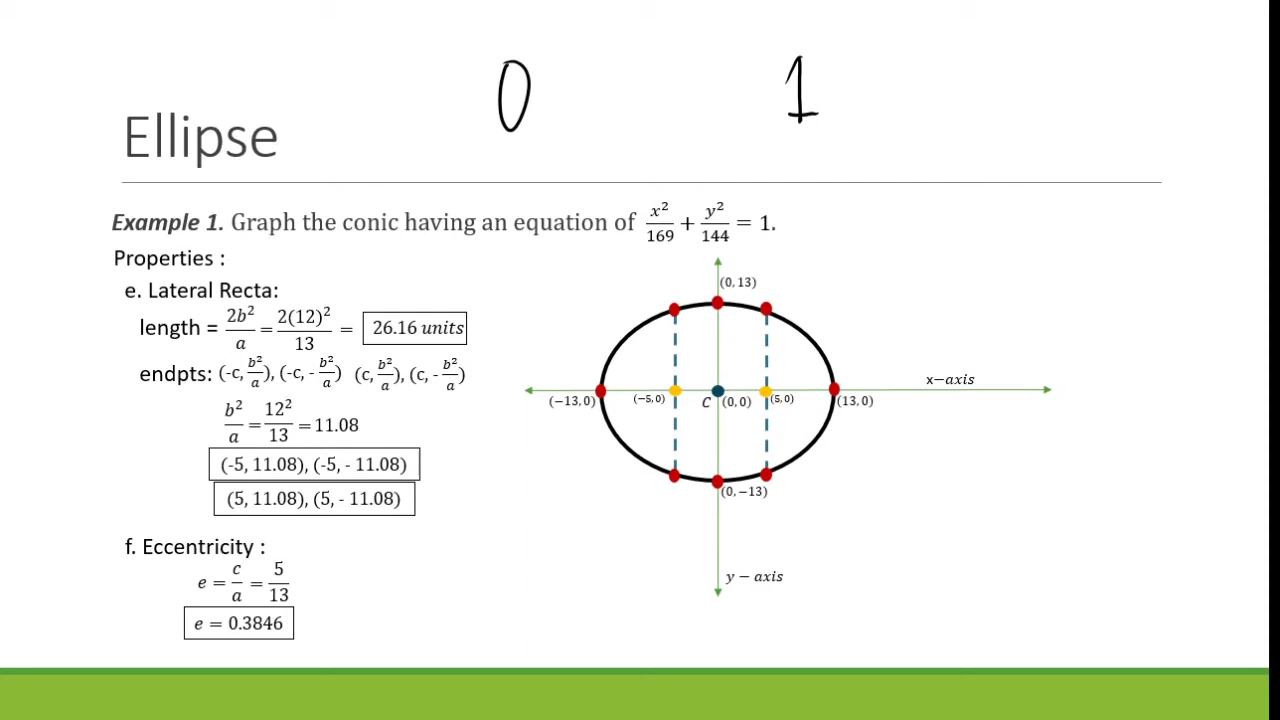 0 1
Ellipse
Example 1. Graph the conic having an equation of x²/169 + y²/144 = 1.
Properties :
e. Lateral Recta:
length = 2b²/a = 2(12)²/13 = 26.16 units
endpts: (-c, b²/a), (-c, - b²/a) (c, b²/a), (c, - b²/a)
b²/a = 12²/13 = 11.08
(-5, 11.08), (-5, - 11.08)
(5, 11.08), (5, - 11.08)
f. Eccentricity :
e = c/a = 5/13
e = 0.3846
(0, 13)
x−axis
(−13, 0) (−5, 0) C (0, 0) (5, 0) (13, 0)
(0, −13)
y − axis